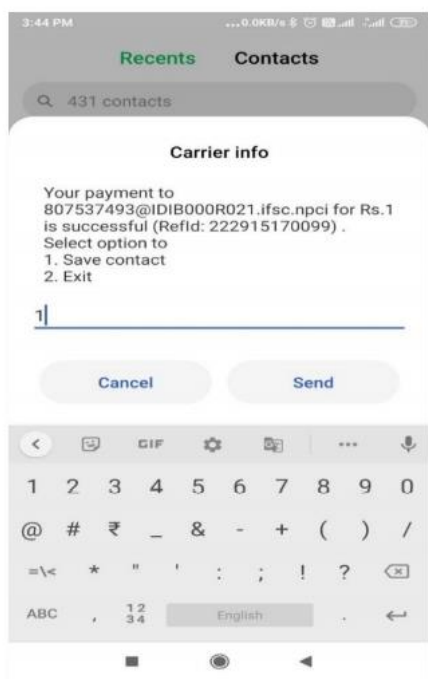 3:44 PM ...0.0KB/s
Recents Contacts
431 contacts
Carrier info
Your payment to
807537493@IDIB000R021.ifsc.npci for Rs.1
is successful (RefId: 222915170099) .
Select option to
1. Save contact
2. Exit
1
Cancel Send
GIF
1 2 3 4 5 6 7 8 9 0
@ # ₹ _ & - + ( ) /
=\< * " ' : ; ! ?
ABC , 12 34 English .